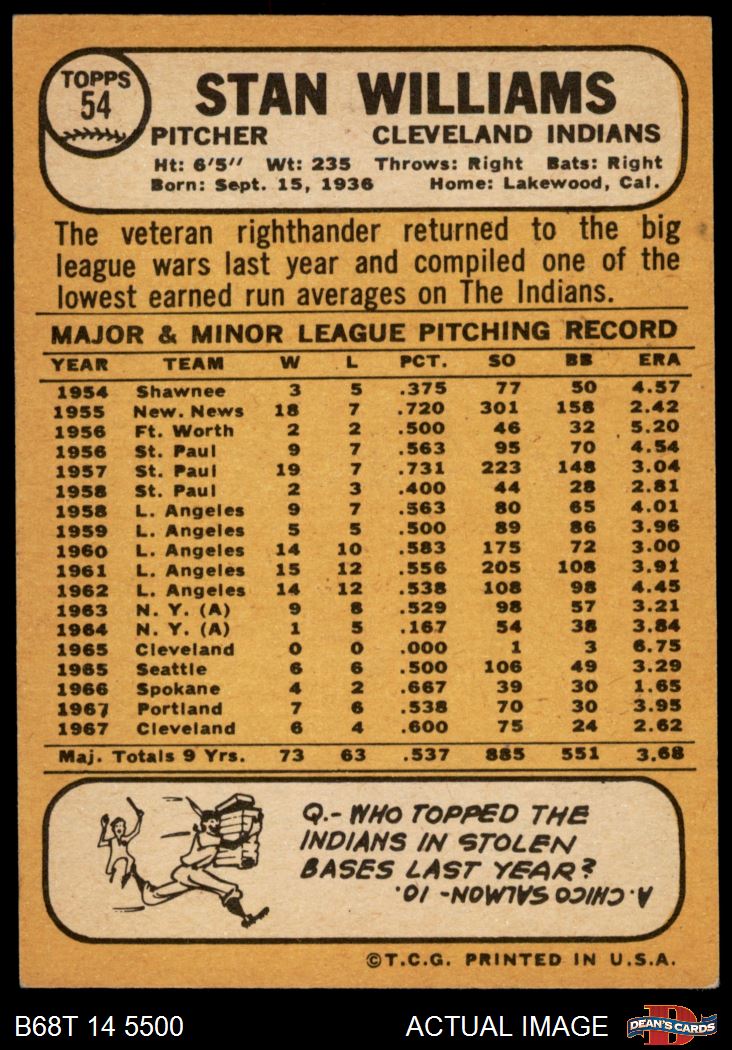 TOPPS
54
STAN WILLIAMS
PITCHER CLEVELAND INDIANS
Ht: 6'5" Wt: 235 Throws: Right Bats: Right
Born: Sept. 15, 1936 Home: Lakewood, Cal.
The veteran righthander returned to the big
league wars last year and compiled one of the
lowest earned run averages on The Indians.
MAJOR & MINOR LEAGUE PITCHING RECORD
YEAR TEAM W L PCT. SO BB ERA
1954 Shawnee 3 5 .375 77 50 4.57
1955 New. News 18 7 .720 301 158 2.42
1956 Ft. Worth 2 2 .500 46 32 5.20
1956 St. Paul 9 7 .563 95 70 4.54
1957 St. Paul 19 7 .731 223 148 3.04
1958 St. Paul 2 3 .400 44 28 2.81
1958 L. Angeles 9 7 .563 80 65 4.01
1959 L. Angeles 5 5 .500 89 86 3.96
1960 L. Angeles 14 10 .583 175 72 3.00
1961 L. Angeles 15 12 .556 205 108 3.91
1962 L. Angeles 14 12 .538 108 98 4.45
1963 N. Y. (A) 9 8 .529 98 57 3.21
1964 N. Y. (A) 1 5 .167 54 38 3.84
1965 Cleveland 0 0 .000 1 3 6.75
1965 Seattle 6 6 .500 106 49 3.29
1966 Spokane 4 2 .667 39 30 1.65
1967 Portland 7 6 .538 70 30 3.95
1967 Cleveland 6 4 .600 75 24 2.62
Maj. Totals 9 Yrs. 73 63 .537 885 551 3.68
Q.- WHO TOPPED THE
INDIANS IN STOLEN
BASES LAST YEAR?
A. CHICO SALMON- 10.
©T.C.G. PRINTED IN U.S.A.
B68T 14 5500 ACTUAL IMAGE DEAN'S CARDS